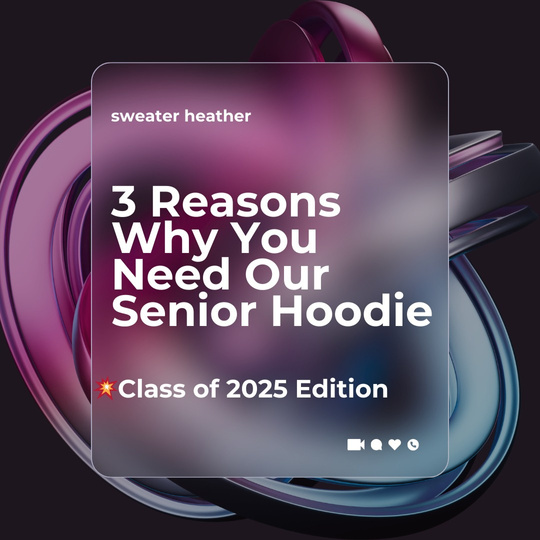 sweater heather
3 Reasons
Why You
Need Our
Senior Hoodie
💥Class of 2025 Edition